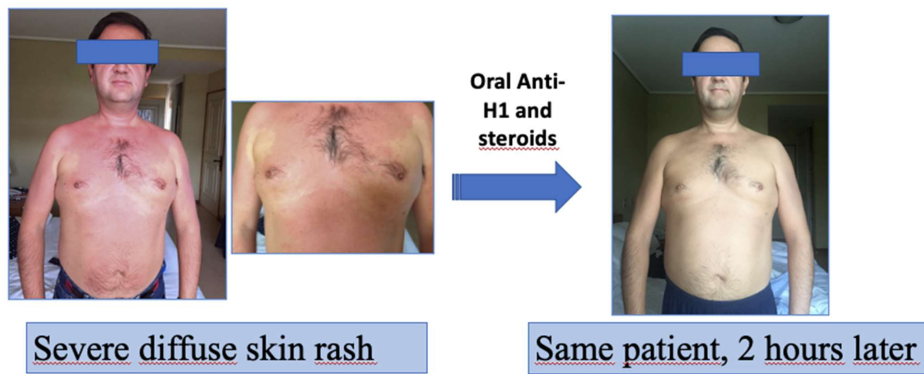 Oral Anti-
H1 and
steroids
Severe diffuse skin rash
Same patient, 2 hours later